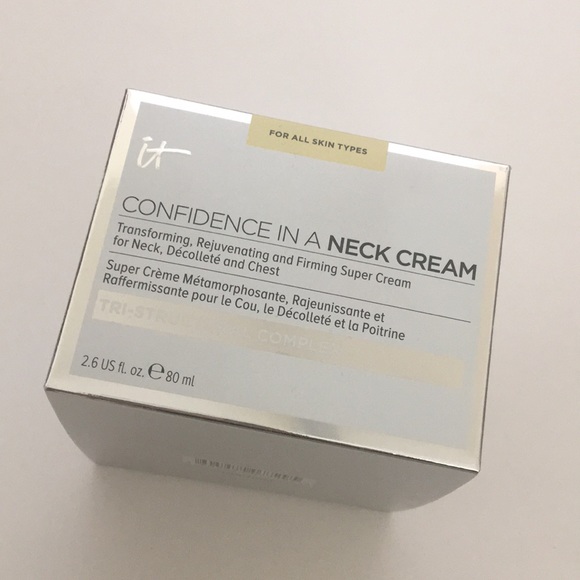 FOR ALL SKIN TYPES
it
CONFIDENCE IN A NECK CREAM
Transforming, Rejuvenating and Firming Super Cream
for Neck, Décolleté and Chest
Super Crème Métamorphosante, Rajeunissante et
Raffermissante pour le Cou, le Décolleté et la Poitrine
2.6 US fl. oz. ℮ 80 ml